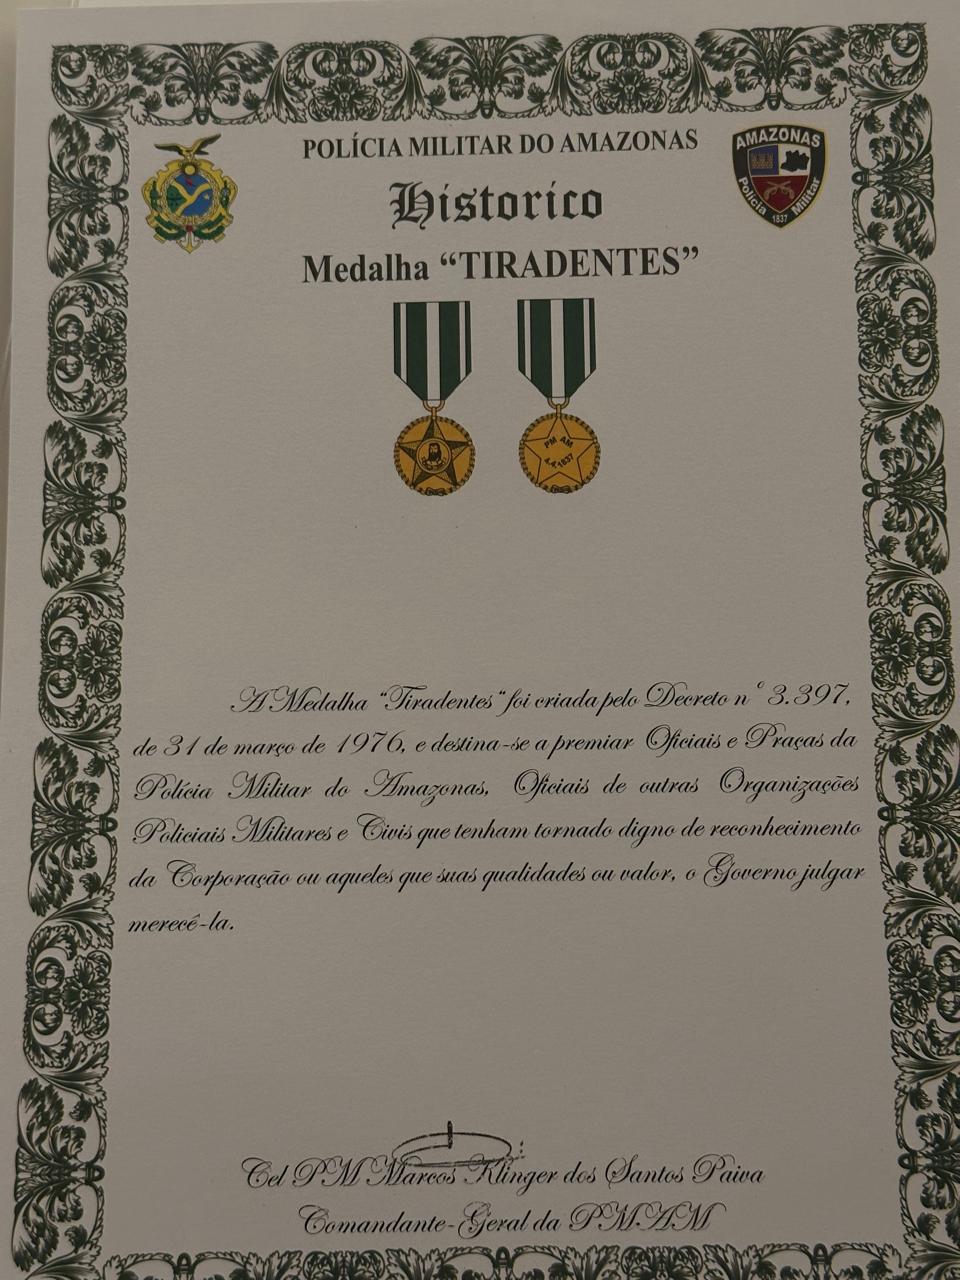 POLÍCIA MILITAR DO AMAZONAS
Historico
Medalha “TIRADENTES”
AMAZONAS
Polícia Militar
1837
PM AM
4.4.1837
A Medalha “Tiradentes“ foi criada pelo Decreto n° 3.397,
de 31 de março de 1976, e destina-se a premiar Oficiais e Praças da
Polícia Militar do Amazonas, Oficiais de outras Organizações
Policiais Militares e Civis que tenham tornado digno de reconhecimento
da Corporação ou aqueles que suas qualidades ou valor, o Governo julgar
merecê-la.
Cel PM Marcos Klinger dos Santos Paiva
Comandante-Geral da PMAM